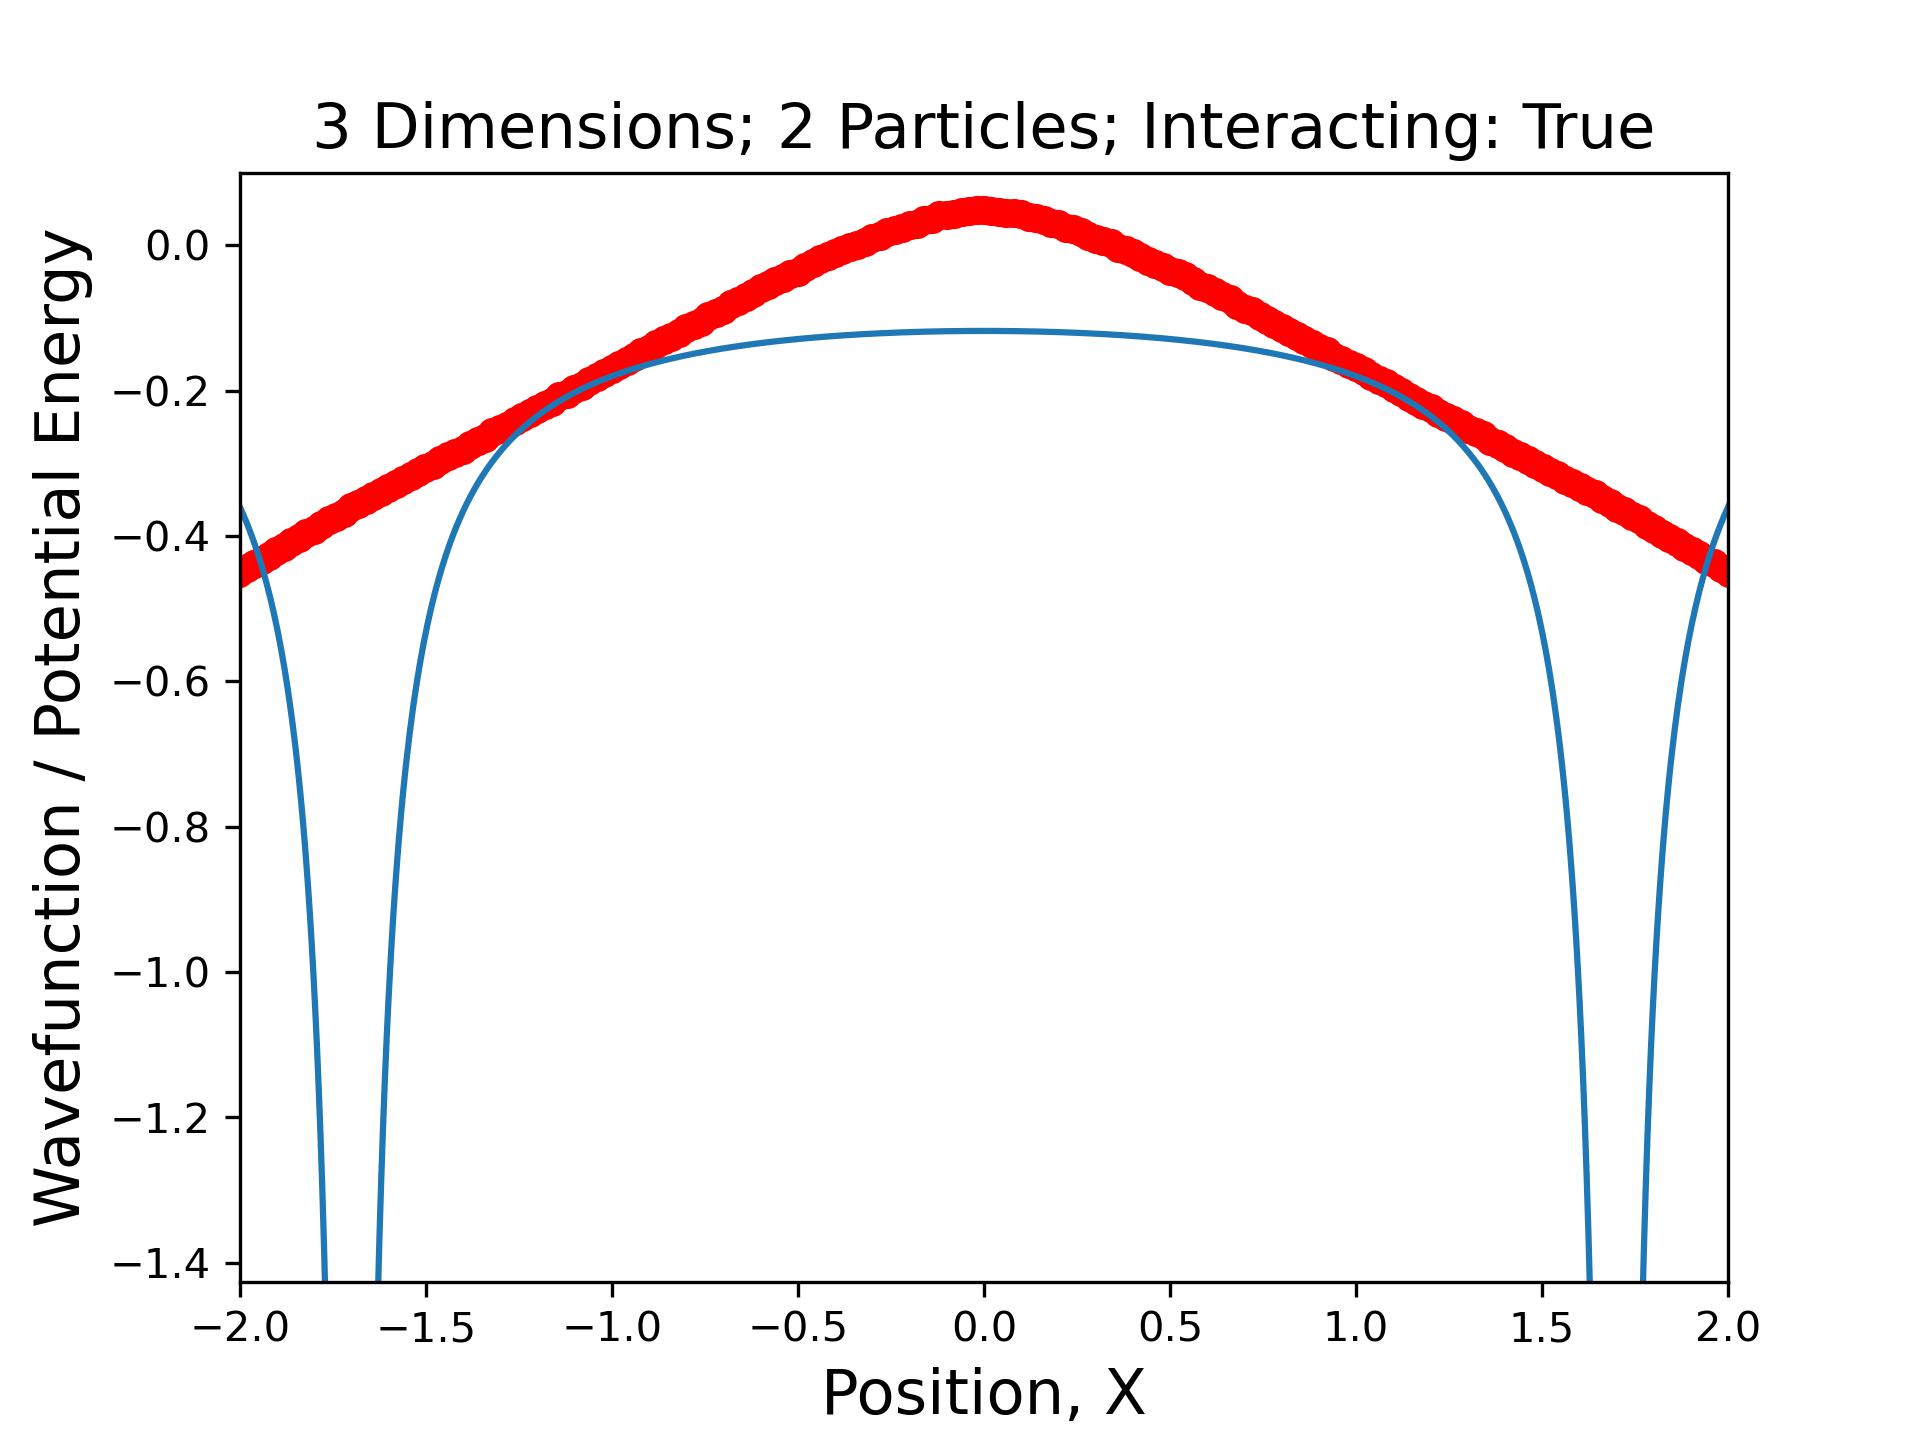 3 Dimensions; 2 Particles; Interacting: True
Wavefunction / Potential Energy
0.0
−0.2
−0.4
−0.6
−0.8
−1.0
−1.2
−1.4
−2.0 −1.5 −1.0 −0.5 0.0 0.5 1.0 1.5 2.0
Position, X